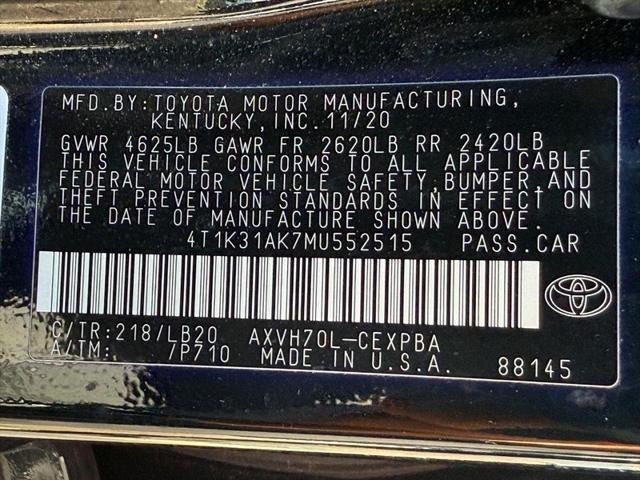 MFD.BY:TOYOTA MOTOR MANUFACTURING,
KENTUCKY,INC.11/20
GVWR 4625LB GAWR FR 2620LB RR 2420LB
THIS VEHICLE CONFORMS TO ALL APPLICABLE
FEDERAL MOTOR VEHICLE SAFETY,BUMPER,AND
THEFT PREVENTION STANDARDS IN EFFECT ON
THE DATE OF MANUFACTURE SHOWN ABOVE.
4T1K31AK7MU552515 PASS.CAR
C/TR:218/LB20 AXVH70L-CEXPBA
A/TM: /P710 MADE IN U.S.A. 88145